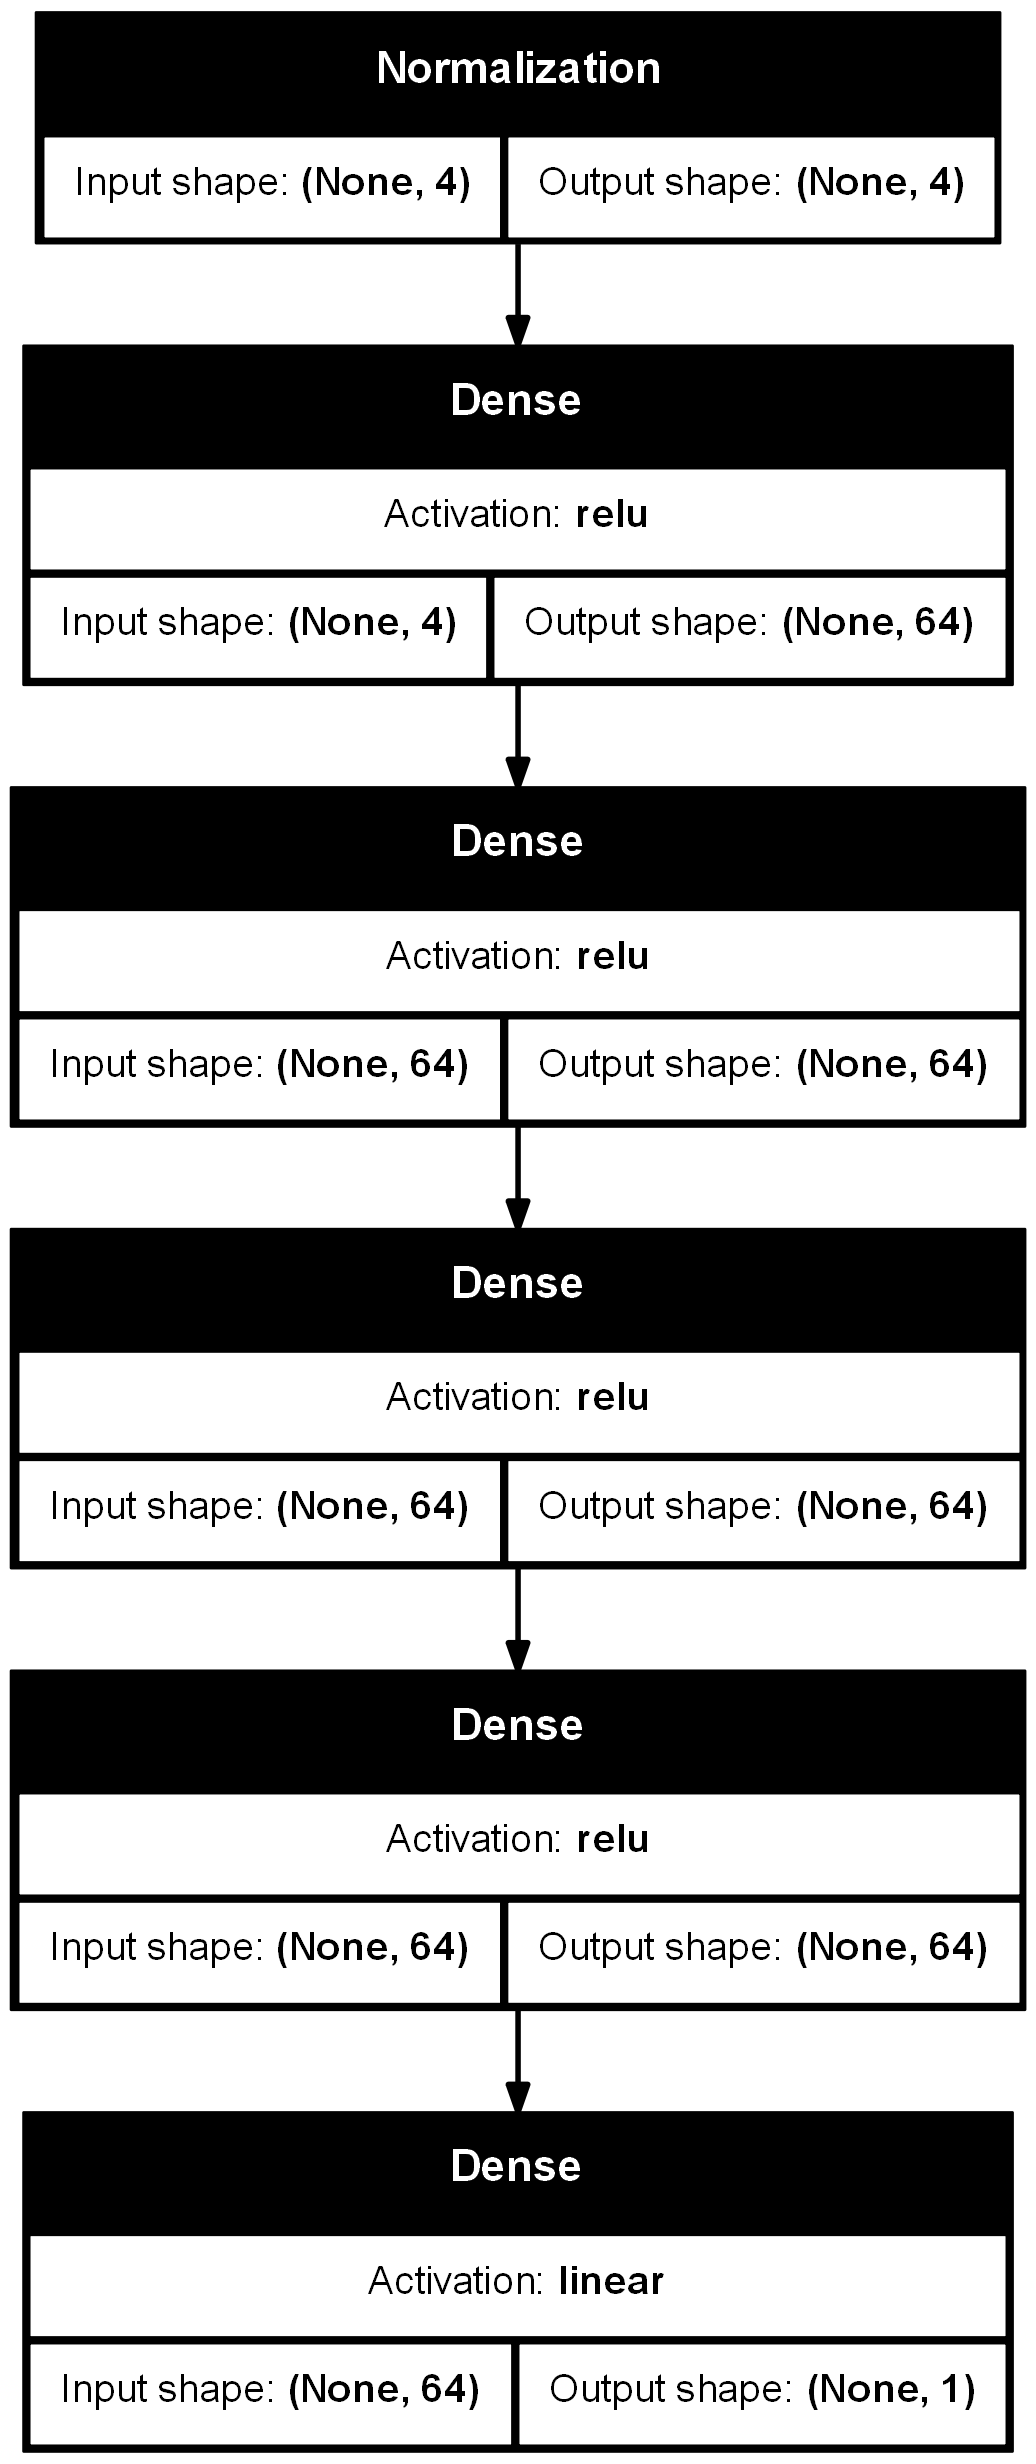 Normalization
Input shape: (None, 4) Output shape: (None, 4)
Dense
Activation: relu
Input shape: (None, 4) Output shape: (None, 64)
Dense
Activation: relu
Input shape: (None, 64) Output shape: (None, 64)
Dense
Activation: relu
Input shape: (None, 64) Output shape: (None, 64)
Dense
Activation: relu
Input shape: (None, 64) Output shape: (None, 64)
Dense
Activation: linear
Input shape: (None, 64) Output shape: (None, 1)